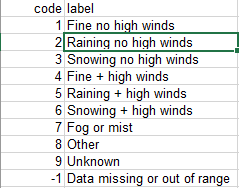 code label
1 Fine no high winds
2 Raining no high winds
3 Snowing no high winds
4 Fine + high winds
5 Raining + high winds
6 Snowing + high winds
7 Fog or mist
8 Other
9 Unknown
-1 Data missing or out of range